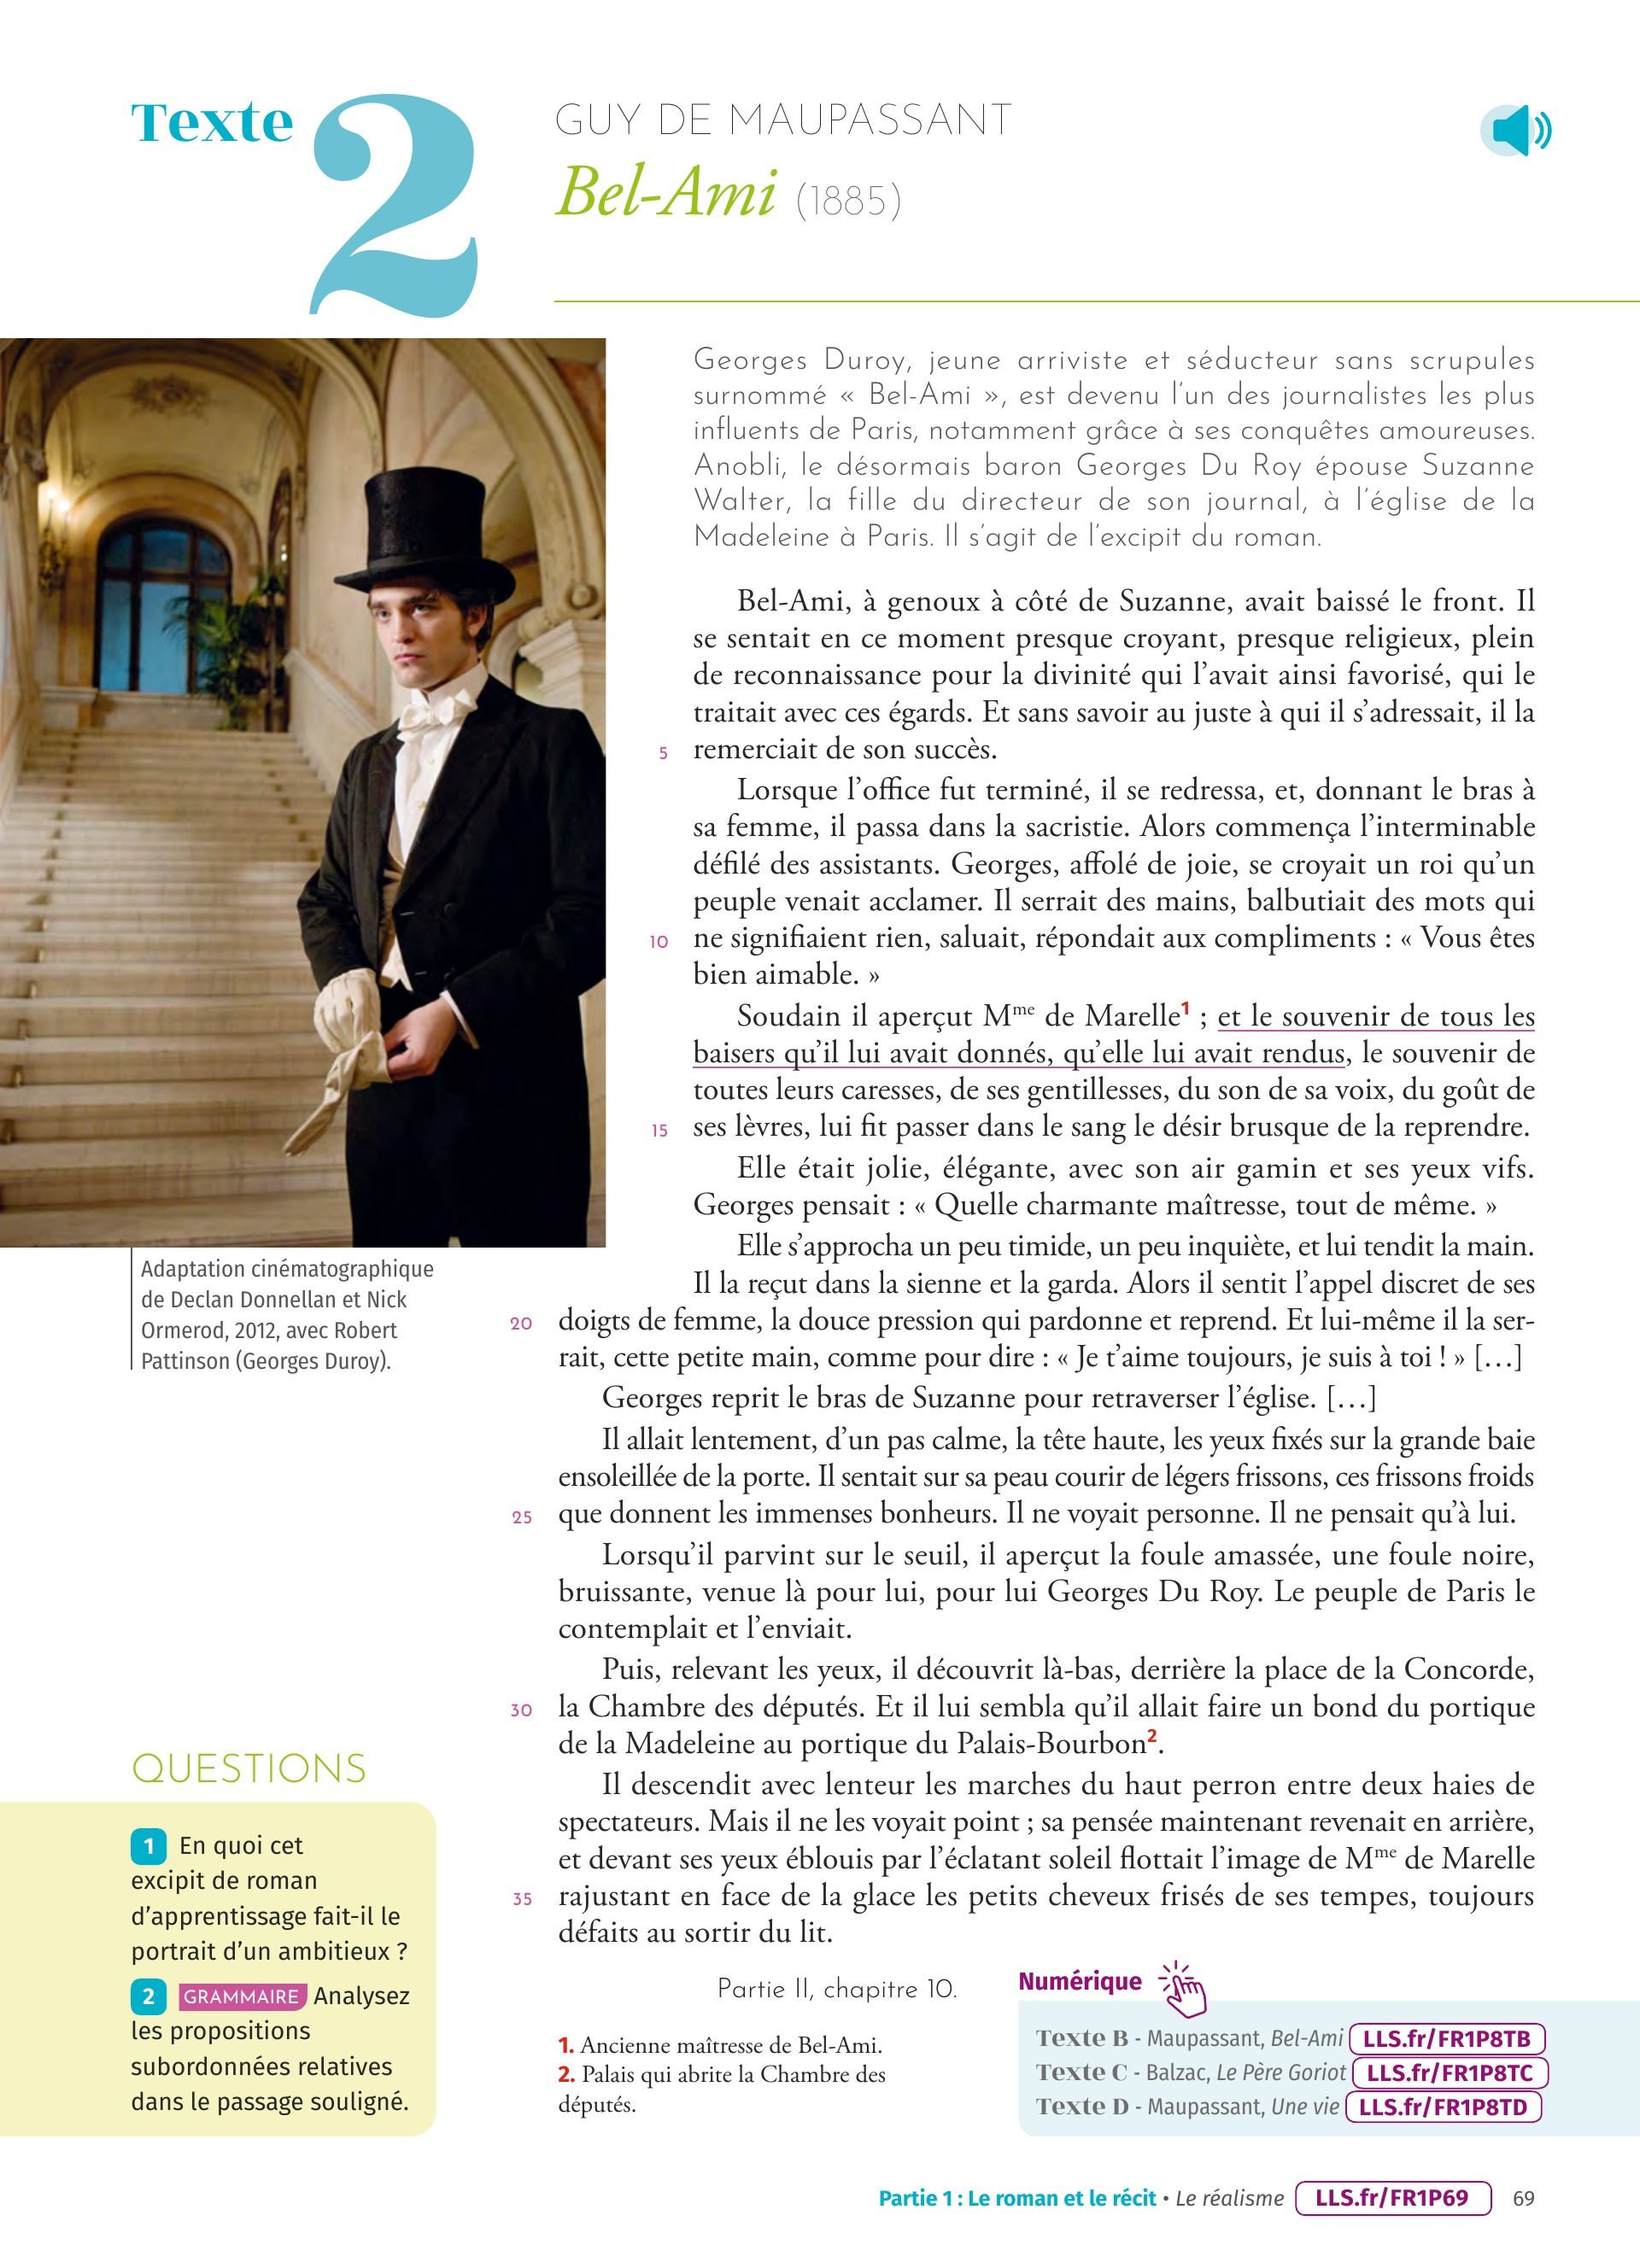 Texte 2
GUY DE MAUPASSANT
Bel-Ami (1885)
Georges Duroy, jeune arriviste et séducteur sans scrupules
surnommé « Bel-Ami », est devenu l'un des journalistes les plus
influents de Paris, notamment grâce à ses conquêtes amoureuses.
Anobli, le désormais baron Georges Du Roy épouse Suzanne
Walter, la fille du directeur de son journal, à l'église de la
Madeleine à Paris. Il s'agit de l'excipit du roman.
Bel-Ami, à genoux à côté de Suzanne, avait baissé le front. Il
se sentait en ce moment presque croyant, presque religieux, plein
de reconnaissance pour la divinité qui l'avait ainsi favorisé, qui le
traitait avec ces égards. Et sans savoir au juste à qui il s'adressait, il la
5 remerciait de son succès.
Lorsque l'office fut terminé, il se redressa, et, donnant le bras à
sa femme, il passa dans la sacristie. Alors commença l'interminable
défilé des assistants. Georges, affolé de joie, se croyait un roi qu'un
peuple venait acclamer. Il serrait des mains, balbutiait des mots qui
10 ne signifiaient rien, saluait, répondait aux compliments : « Vous êtes
bien aimable. »
Soudain il aperçut Mme de Marelle1 ; et le souvenir de tous les
baisers qu'il lui avait donnés, qu'elle lui avait rendus, le souvenir de
toutes leurs caresses, de ses gentillesses, du son de sa voix, du goût de
15 ses lèvres, lui fit passer dans le sang le désir brusque de la reprendre.
Elle était jolie, élégante, avec son air gamin et ses yeux vifs.
Georges pensait : « Quelle charmante maîtresse, tout de même. »
Elle s'approcha un peu timide, un peu inquiète, et lui tendit la main.
Il la reçut dans la sienne et la garda. Alors il sentit l'appel discret de ses
20 doigts de femme, la douce pression qui pardonne et reprend. Et lui-même il la ser-
rait, cette petite main, comme pour dire : « Je t'aime toujours, je suis à toi ! » [...]
Georges reprit le bras de Suzanne pour retraverser l'église. [...]
Il allait lentement, d'un pas calme, la tête haute, les yeux fixés sur la grande baie
ensoleillée de la porte. Il sentait sur sa peau courir de légers frissons, ces frissons froids
25 que donnent les immenses bonheurs. Il ne voyait personne. Il ne pensait qu'à lui.
Lorsqu'il parvint sur le seuil, il aperçut la foule amassée, une foule noire,
bruissante, venue là pour lui, pour lui Georges Du Roy. Le peuple de Paris le
contemplait et l'enviait.
Puis, relevant les yeux, il découvrit là-bas, derrière la place de la Concorde,
30 la Chambre des députés. Et il lui sembla qu'il allait faire un bond du portique
de la Madeleine au portique du Palais-Bourbon2.
Il descendit avec lenteur les marches du haut perron entre deux haies de
spectateurs. Mais il ne les voyait point ; sa pensée maintenant revenait en arrière,
et devant ses yeux éblouis par l'éclatant soleil flottait l'image de Mme de Marelle
35 rajustant en face de la glace les petits cheveux frisés de ses tempes, toujours
défaits au sortir du lit.
Partie II, chapitre 10.
1. Ancienne maîtresse de Bel-Ami.
2. Palais qui abrite la Chambre des
députés.
Adaptation cinématographique
de Declan Donnellan et Nick
Ormerod, 2012, avec Robert
Pattinson (Georges Duroy).
QUESTIONS
1 En quoi cet
excipit de roman
d'apprentissage fait-il le
portrait d'un ambitieux ?
2 GRAMMAIRE Analysez
les propositions
subordonnées relatives
dans le passage souligné.
Numérique
Texte B - Maupassant, Bel-Ami LLS.fr/FR1P8TB
Texte C - Balzac, Le Père Goriot LLS.fr/FR1P8TC
Texte D - Maupassant, Une vie LLS.fr/FR1P8TD
Partie 1 : Le roman et le récit • Le réalisme LLS.fr/FR1P69 69